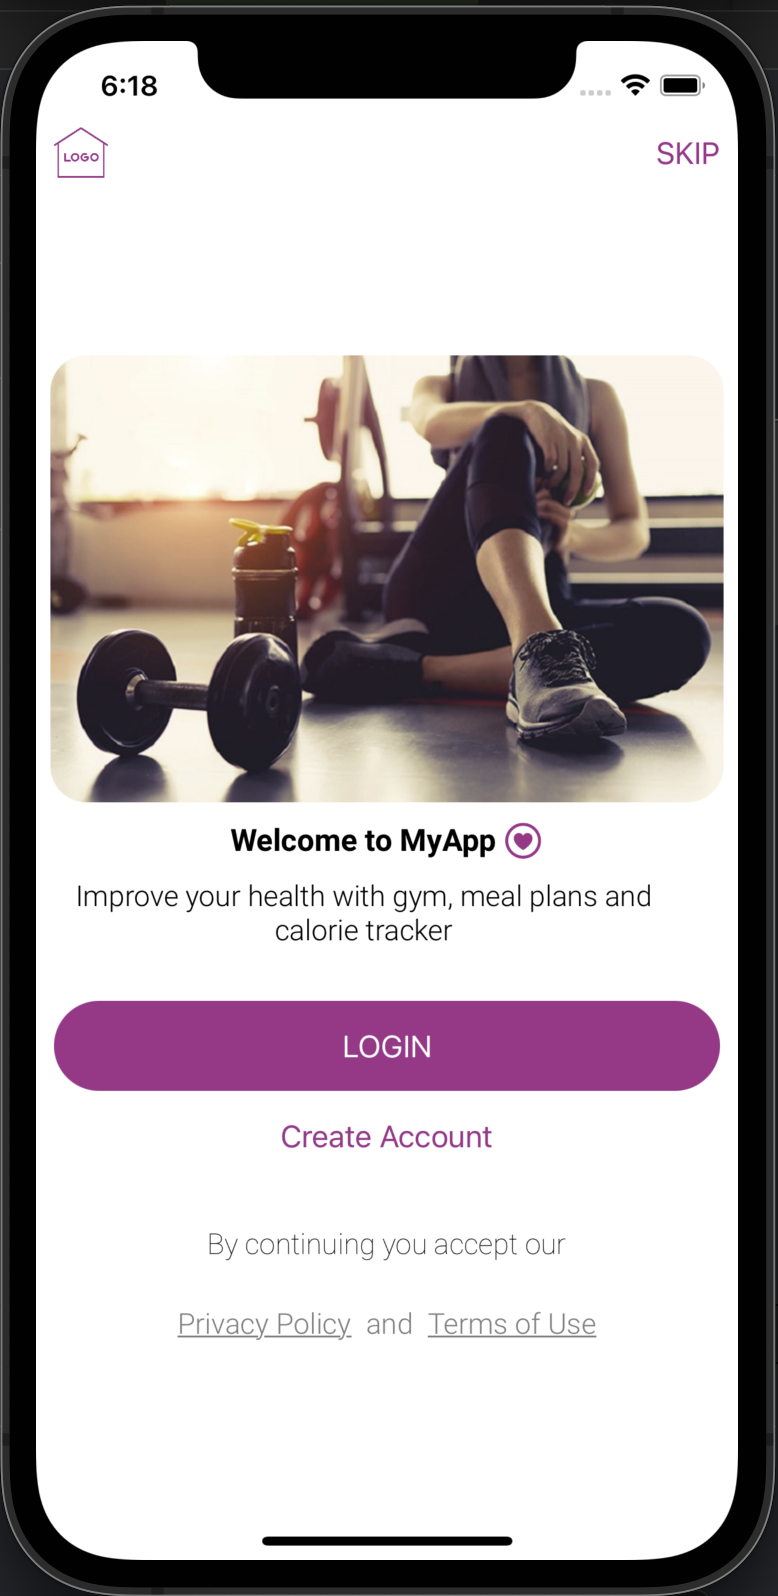 6:18
LOGO
SKIP
Welcome to MyApp
Improve your health with gym, meal plans and
calorie tracker
LOGIN
Create Account
By continuing you accept our
Privacy Policy and Terms of Use